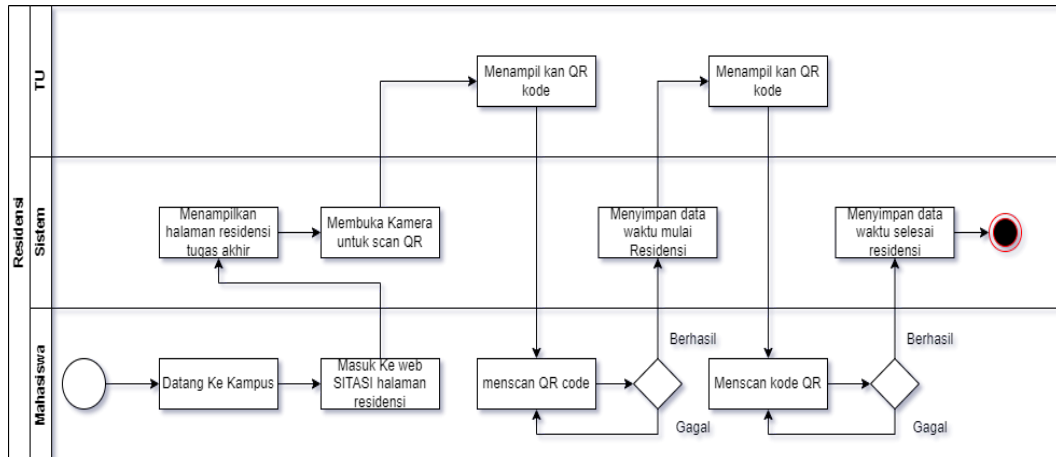 Residensi
TU
Menampil kan QR
kode
Menampil kan QR
kode
Sistem
Menampilkan
halaman residensi
tugas akhir
Membuka Kamera
untuk scan QR
Menyimpan data
waktu mulai
Residensi
Menyimpan data
waktu selesai
residensi
Mahasiswa
Datang Ke Kampus
Masuk Ke web
SITASI halaman
residensi
menscan QR code
Berhasil
Gagal
Menscan kode QR
Berhasil
Gagal